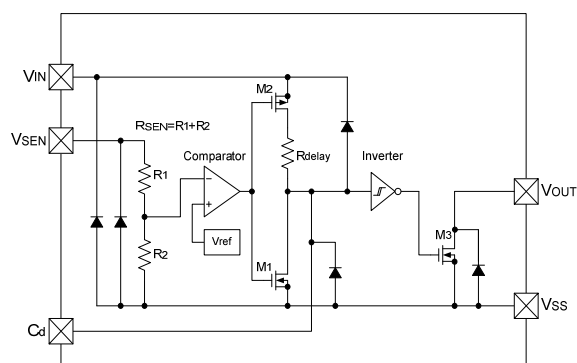 VIN
M2
VSEN
RSEN=R1+R2
Comparator
Rdelay
Inverter
R1
−
+
VOUT
Vref
M3
R2
M1
VSS
Cd